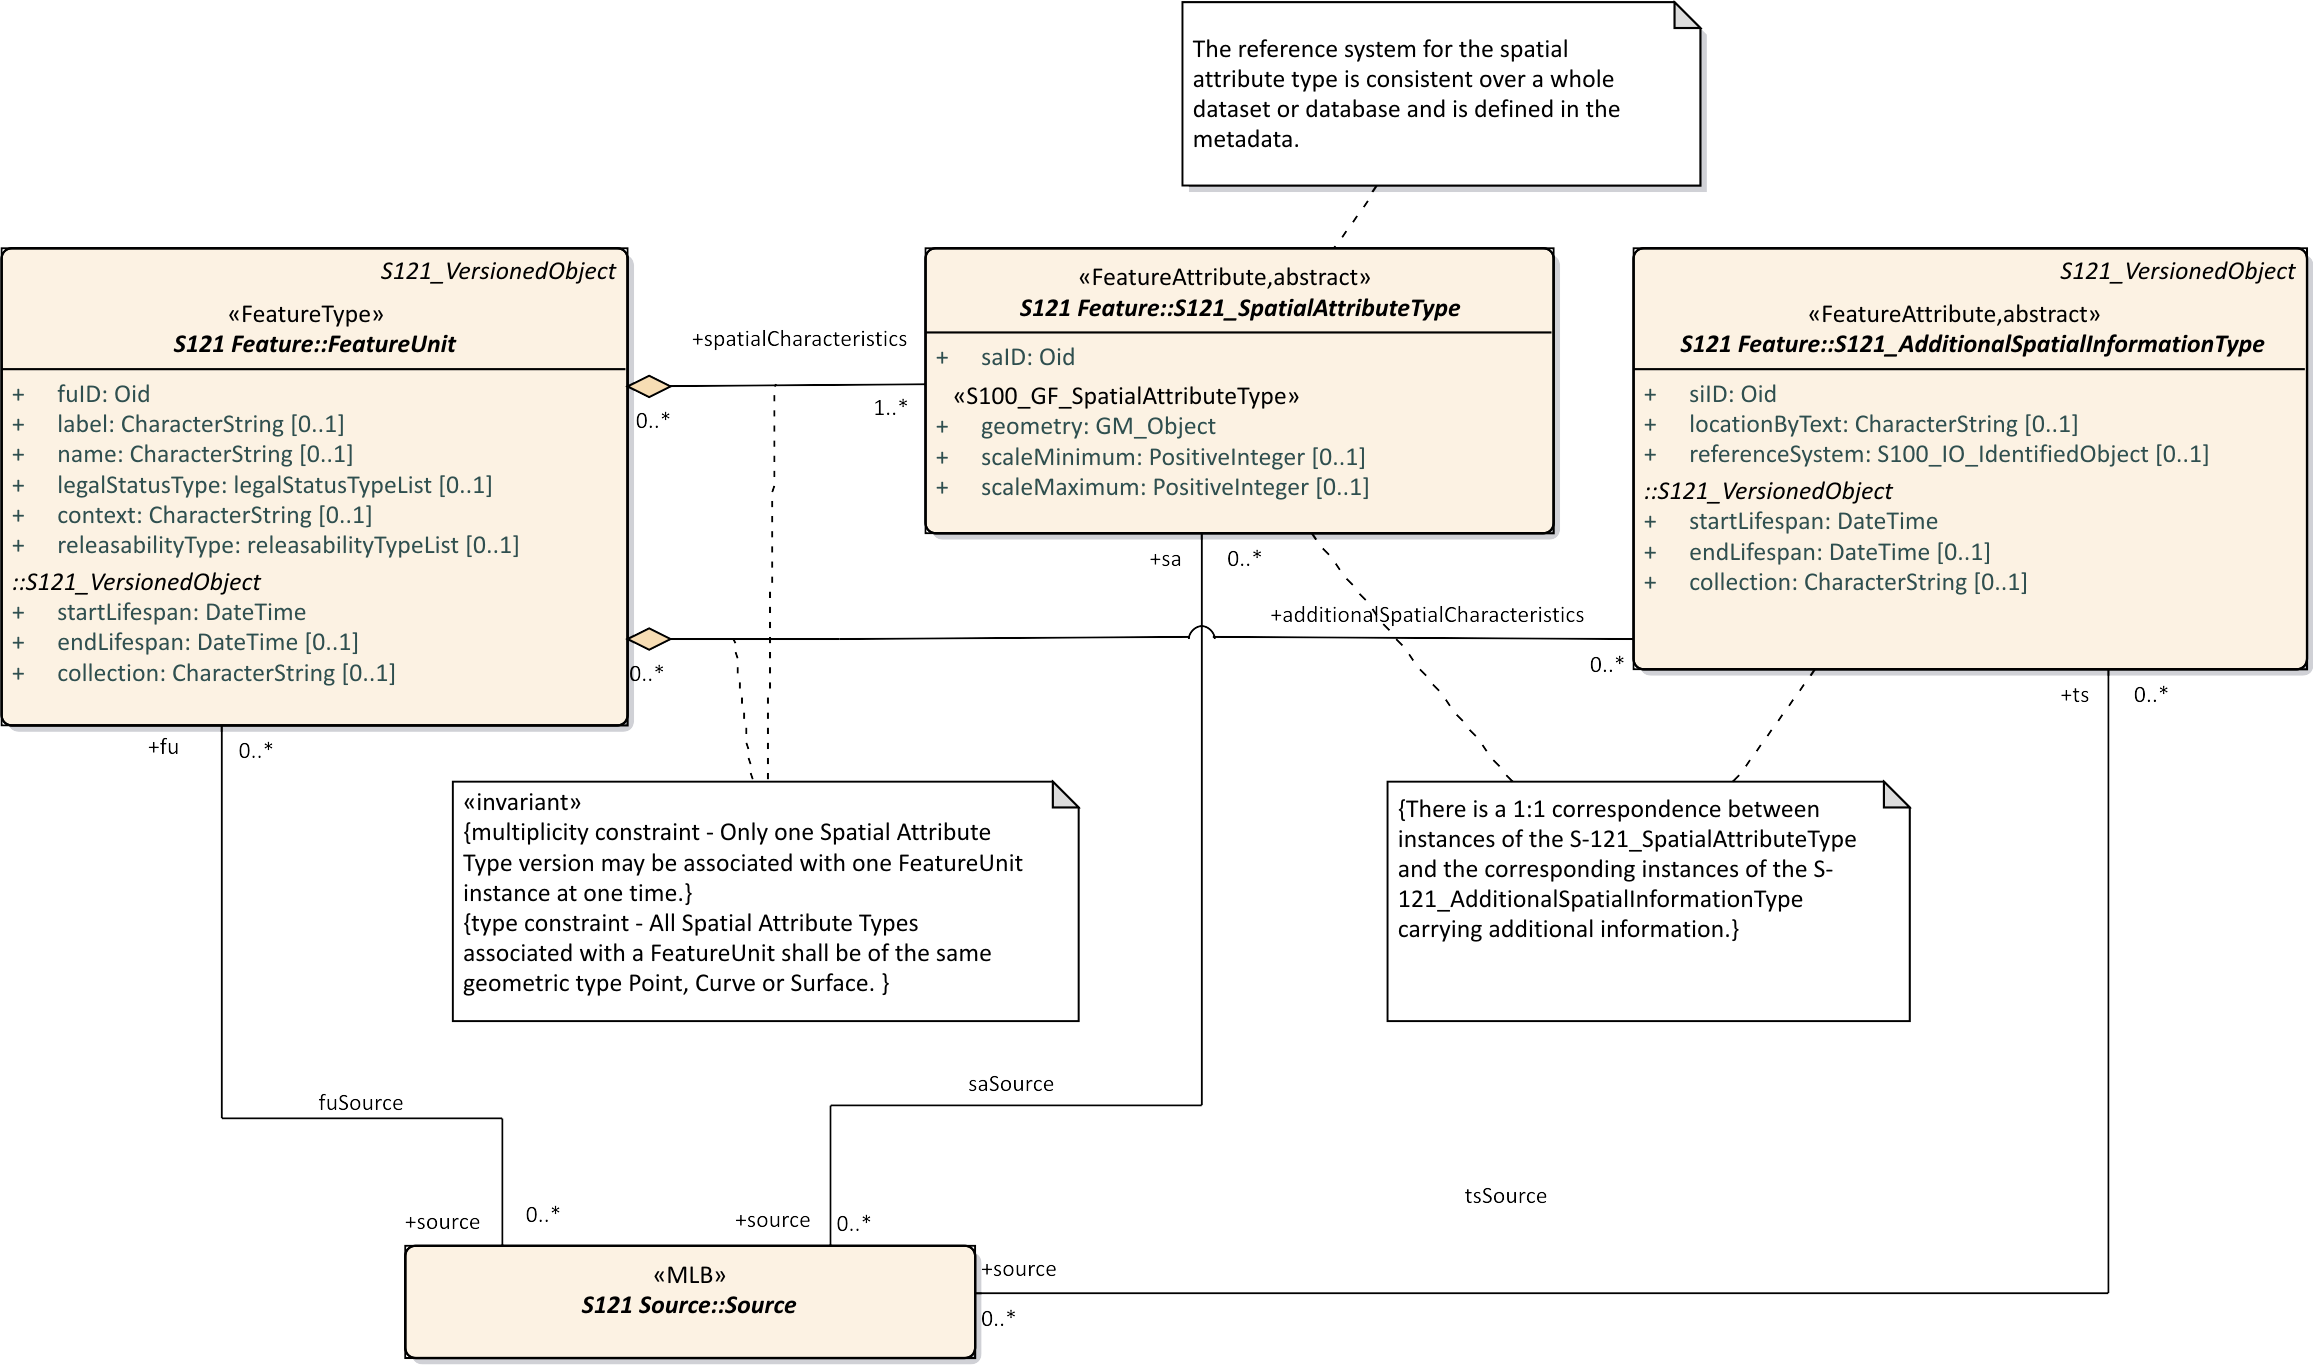 The reference system for the spatial
attribute type is consistent over a whole
dataset or database and is defined in the
metadata.
S121_VersionedObject
«FeatureType»
S121 Feature::FeatureUnit
+ fuID: Oid
+ label: CharacterString [0..1]
+ name: CharacterString [0..1]
+ legalStatusType: legalStatusTypeList [0..1]
+ context: CharacterString [0..1]
+ releasabilityType: releasabilityTypeList [0..1]
::S121_VersionedObject
+ startLifespan: DateTime
+ endLifespan: DateTime [0..1]
+ collection: CharacterString [0..1]
+spatialCharacteristics
0..*
1..*
«FeatureAttribute,abstract»
S121 Feature::S121_SpatialAttributeType
+ saID: Oid
«S100_GF_SpatialAttributeType»
+ geometry: GM_Object
+ scaleMinimum: PositiveInteger [0..1]
+ scaleMaximum: PositiveInteger [0..1]
S121_VersionedObject
«FeatureAttribute,abstract»
S121 Feature::S121_AdditionalSpatialInformationType
+ siID: Oid
+ locationByText: CharacterString [0..1]
+ referenceSystem: S100_IO_IdentifiedObject [0..1]
::S121_VersionedObject
+ startLifespan: DateTime
+ endLifespan: DateTime [0..1]
+ collection: CharacterString [0..1]
+sa 0..*
+additionalSpatialCharacteristics
0..*
0..*
+ts 0..*
+fu 0..*
«invariant»
{multiplicity constraint - Only one Spatial Attribute
Type version may be associated with one FeatureUnit
instance at one time.}
{type constraint - All Spatial Attribute Types
associated with a FeatureUnit shall be of the same
geometric type Point, Curve or Surface. }
{There is a 1:1 correspondence between
instances of the S-121_SpatialAttributeType
and the corresponding instances of the S-
121_AdditionalSpatialInformationType
carrying additional information.}
fuSource
saSource
tsSource
+source 0..*
+source 0..*
+source
0..*
«MLB»
S121 Source::Source